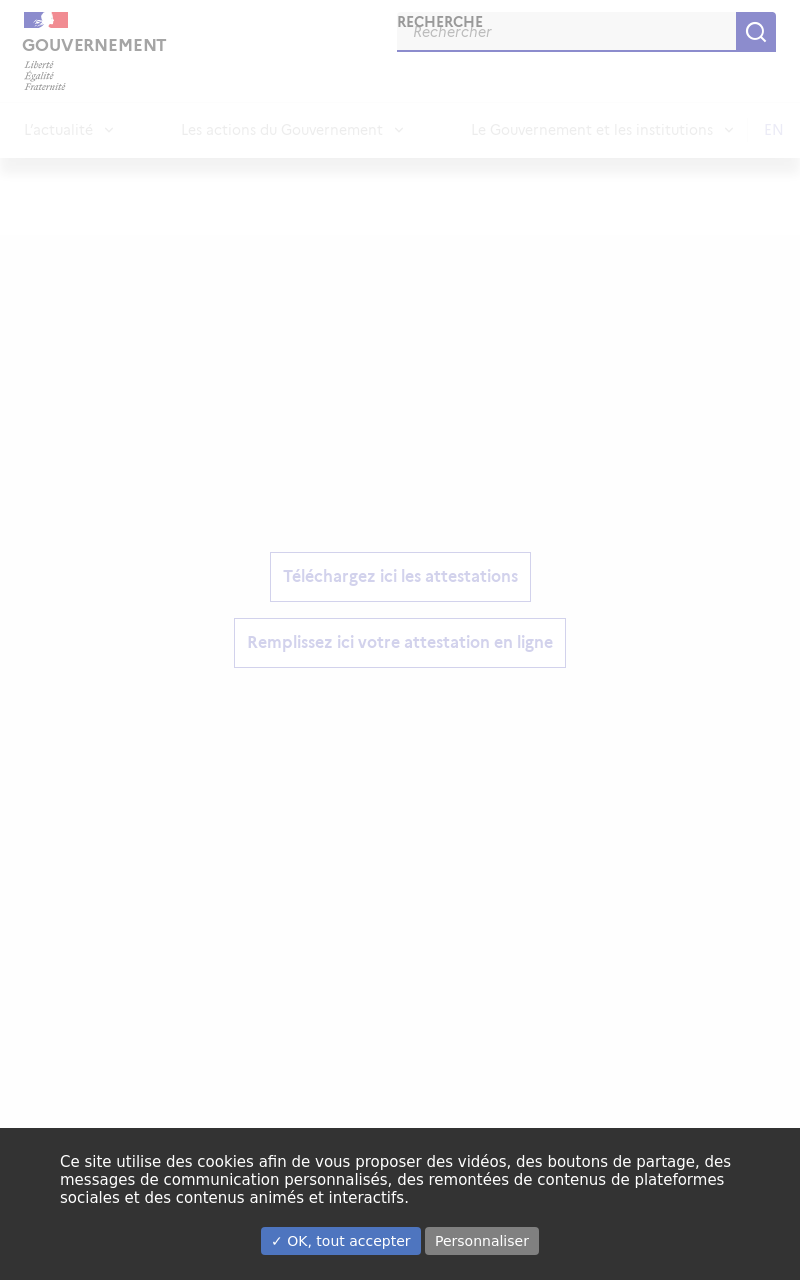 GOUVERNEMENT
Liberté
Égalité
Fraternité
RECHERCHE
Rechercher
L'actualité
Les actions du Gouvernement
Le Gouvernement et les institutions
EN
Téléchargez ici les attestations
Remplissez ici votre attestation en ligne
Ce site utilise des cookies afin de vous proposer des vidéos, des boutons de partage, des
messages de communication personnalisés, des remontées de contenus de plateformes
sociales et des contenus animés et interactifs.
✓ OK, tout accepter
Personnaliser